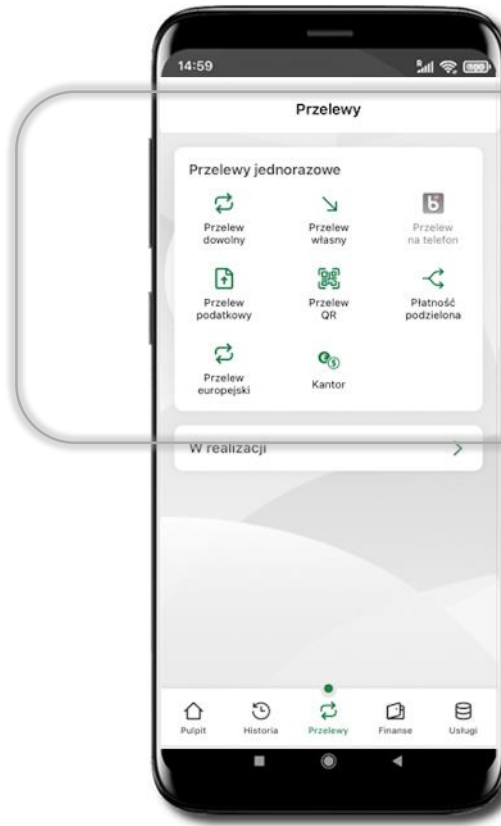 14:59
Przelewy
Przelewy jednorazowe
Przelew
dowolny
Przelew
własny
Przelew
na telefon
Przelew
podatkowy
Przelew
QR
Płatność
podzielona
Przelew
europejski
Kantor
W realizacji
Pulpit
Historia
Przelewy
Finanse
Usługi